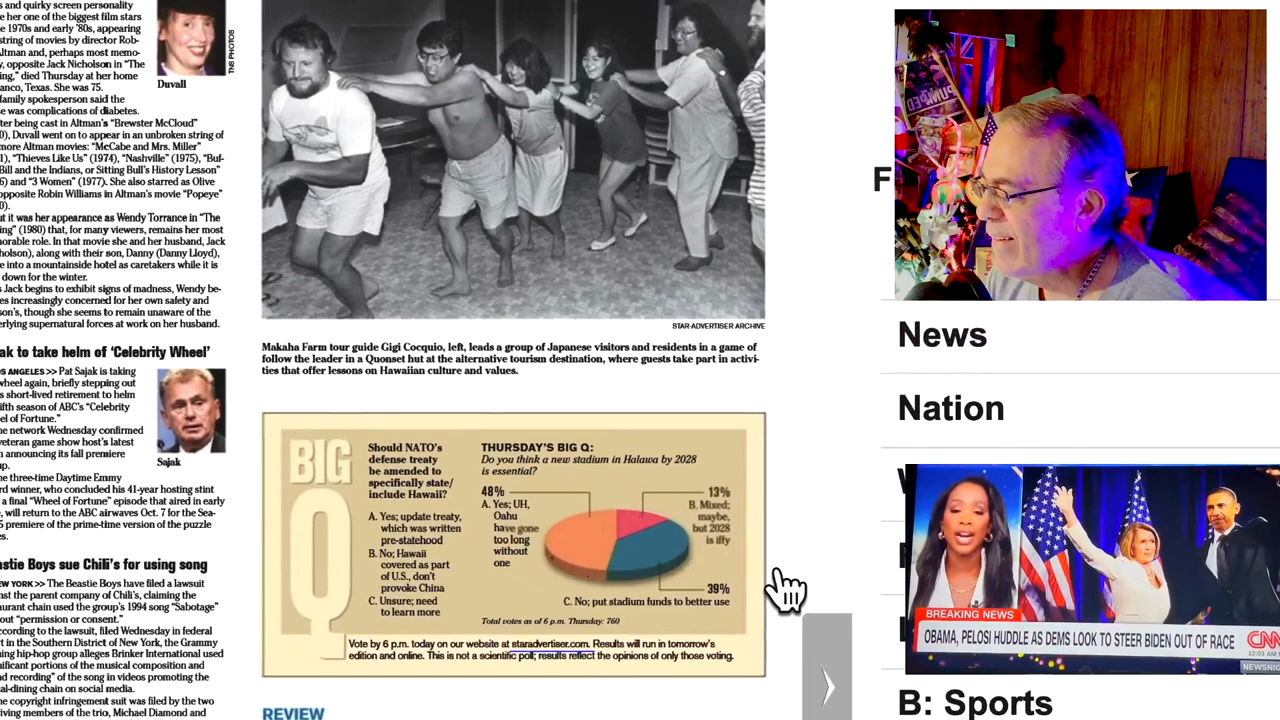 s and quirky screen personality
e her one of the biggest film stars
e 1970s and early ’80s, appearing
string of movies by director Rob-
Altman and, perhaps most memo-
y, opposite Jack Nicholson in “The
ing,” died Thursday at her home
anco, Texas. She was 75.
family spokesperson said the
se was complications of diabetes.
ter being cast in Altman’s “Brewster McCloud”
0), Duvall went on to appear in an unbroken string of
more Altman movies: “McCabe and Mrs. Miller”
1), “Thieves Like Us” (1974), “Nashville” (1975), “Buf-
Bill and the Indians, or Sitting Bull’s History Lesson”
6) and “3 Women” (1977). She also starred as Olive
opposite Robin Williams in Altman’s movie “Popeye”
0).
ut it was her appearance as Wendy Torrance in “The
ing” (1980) that, for many viewers, remains her most
morable role. In that movie she and her husband, Jack
holson), along with their son, Danny (Danny Lloyd),
e into a mountainside hotel as caretakers while it is
down for the winter.
s Jack begins to exhibit signs of madness, Wendy be-
es increasingly concerned for her own safety and
son’s, though she seems to remain unaware of the
erlying supernatural forces at work on her husband.
TNS PHOTOS
Duvall
ak to take helm of ‘Celebrity Wheel’
OS ANGELES >> Pat Sajak is taking
wheel again, briefly stepping out
s short-lived retirement to helm
ifth season of ABC’s “Celebrity
el of Fortune.”
he network Wednesday confirmed
veteran game show host’s latest
n announcing its fall premiere
up.
he three-time Daytime Emmy
rd winner, who concluded his 41-year hosting stint
a final “Wheel of Fortune” episode that aired in early
, will return to the ABC airwaves Oct. 7 for the Sea-
5 premiere of the prime-time version of the puzzle
es.
Sajak
astie Boys sue Chili’s for using song
EW YORK >> The Beastie Boys have filed a lawsuit
nst the parent company of Chili’s, claiming the
aurant chain used the group’s 1994 song “Sabotage”
out “permission or consent.”
ccording to the lawsuit, filed Wednesday in federal
rt in the Southern District of New York, the Grammy
ning hip-hop group alleges Brinker International used
nificant portions of the musical composition and
nd recording” of the song in videos promoting the
al-dining chain on social media.
he copyright infringement suit was filed by the two
iving members of the trio, Michael Diamond and
STAR-ADVERTISER ARCHIVE
Makaha Farm tour guide Gigi Cocquio, left, leads a group of Japanese visitors and residents in a game of
follow the leader in a Quonset hut at the alternative tourism destination, where guests take part in activi-
ties that offer lessons on Hawaiian culture and values.
BIG
Q
Should NATO’s
defense treaty
be amended to
specifically state/
include Hawaii?
A. Yes; update treaty,
which was written
pre-statehood
B. No; Hawaii
covered as part
of U.S., don’t
provoke China
C. Unsure; need
to learn more
THURSDAY’S BIG Q:
Do you think a new stadium in Halawa by 2028
is essential?
48%
A. Yes; UH,
Oahu
have gone
too long
without
one
13%
B. Mixed;
maybe,
but 2028
is iffy
39%
C. No; put stadium funds to better use
Total votes as of 6 p.m. Thursday: 760
Vote by 6 p.m. today on our website at staradvertiser.com. Results will run in tomorrow’s
edition and online. This is not a scientific poll; results reflect the opinions of only those voting.
REVIEW
F
News
Nation
BREAKING NEWS
OBAMA, PELOSI HUDDLE AS DEMS LOOK TO STEER BIDEN OUT OF RACE
CNN
12:03 AM
NEWSNIG
B: Sports